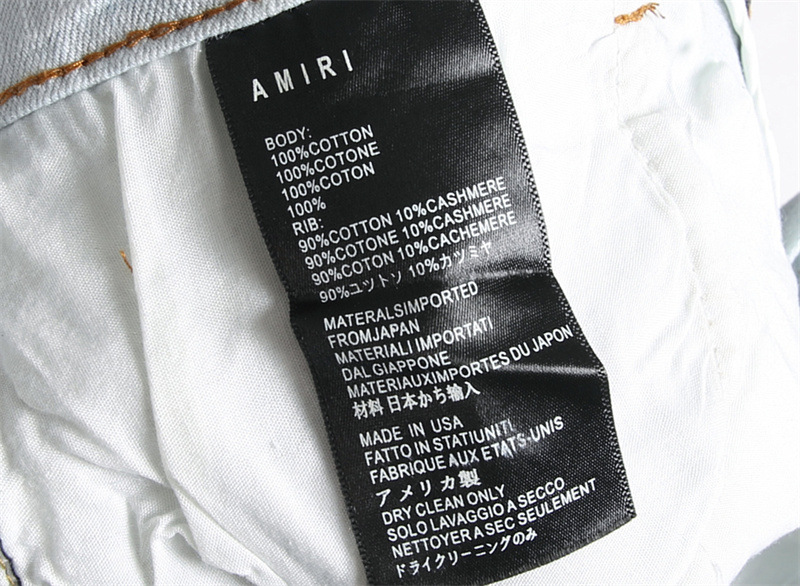 AMIRI
BODY:
100%COTTON
100%COTONE
100%COTON
100%
RIB:
90%COTTON 10%CASHMERE
90%COTONE 10%CASHMERE
90%COTON 10%CACHEMERE
90%ユットソ 10%カツミヤ
MATERALSIMPORTED
FROMJAPAN
MATERIALI IMPORTATI
DAL GIAPPONE
MATERIAUXIMPORTES DU JAPON
材料 日本かち输入
MADE IN USA
FATTO IN STATIUNITI
FABRIQUE AUX ETATS-UNIS
アメリカ製
DRY CLEAN ONLY
SOLO LAVAGGIO A SECCO
NETTOYER A SEC SEULEMENT
ドライクリーニングのみ